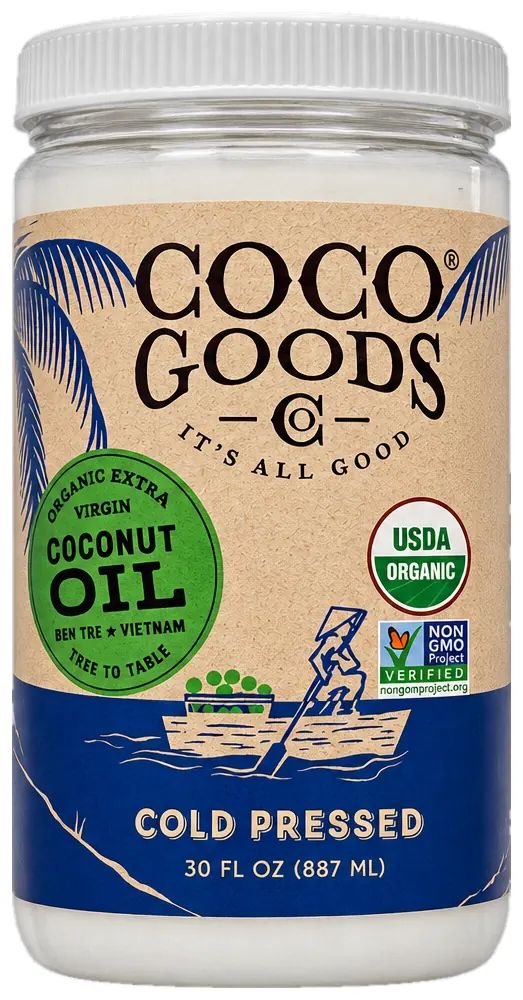 COCO®
GOODS
— CO —
IT'S ALL GOOD
ORGANIC EXTRA
VIRGIN
COCONUT
OIL
BEN TRE ★ VIETNAM
TREE TO TABLE
USDA
ORGANIC
NON
GMO
Project
VERIFIED
nongomproject.org
COLD PRESSED
30 FL OZ (887 ML)